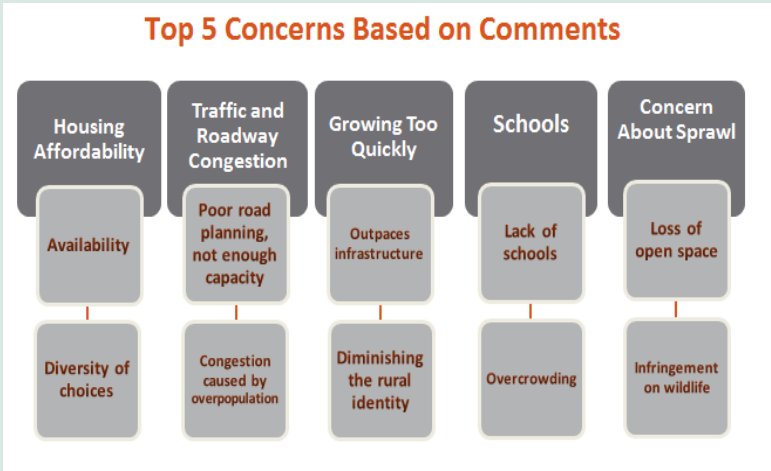 Top 5 Concerns Based on Comments
Housing
Affordability
Availability
Diversity of
choices
Traffic and
Roadway
Congestion
Poor road
planning,
not enough
capacity
Congestion
caused by
overpopulation
Growing Too
Quickly
Outpaces
infrastructure
Diminishing
the rural
identity
Schools
Lack of
schools
Overcrowding
Concern
About Sprawl
Loss of
open space
Infringement
on wildlife